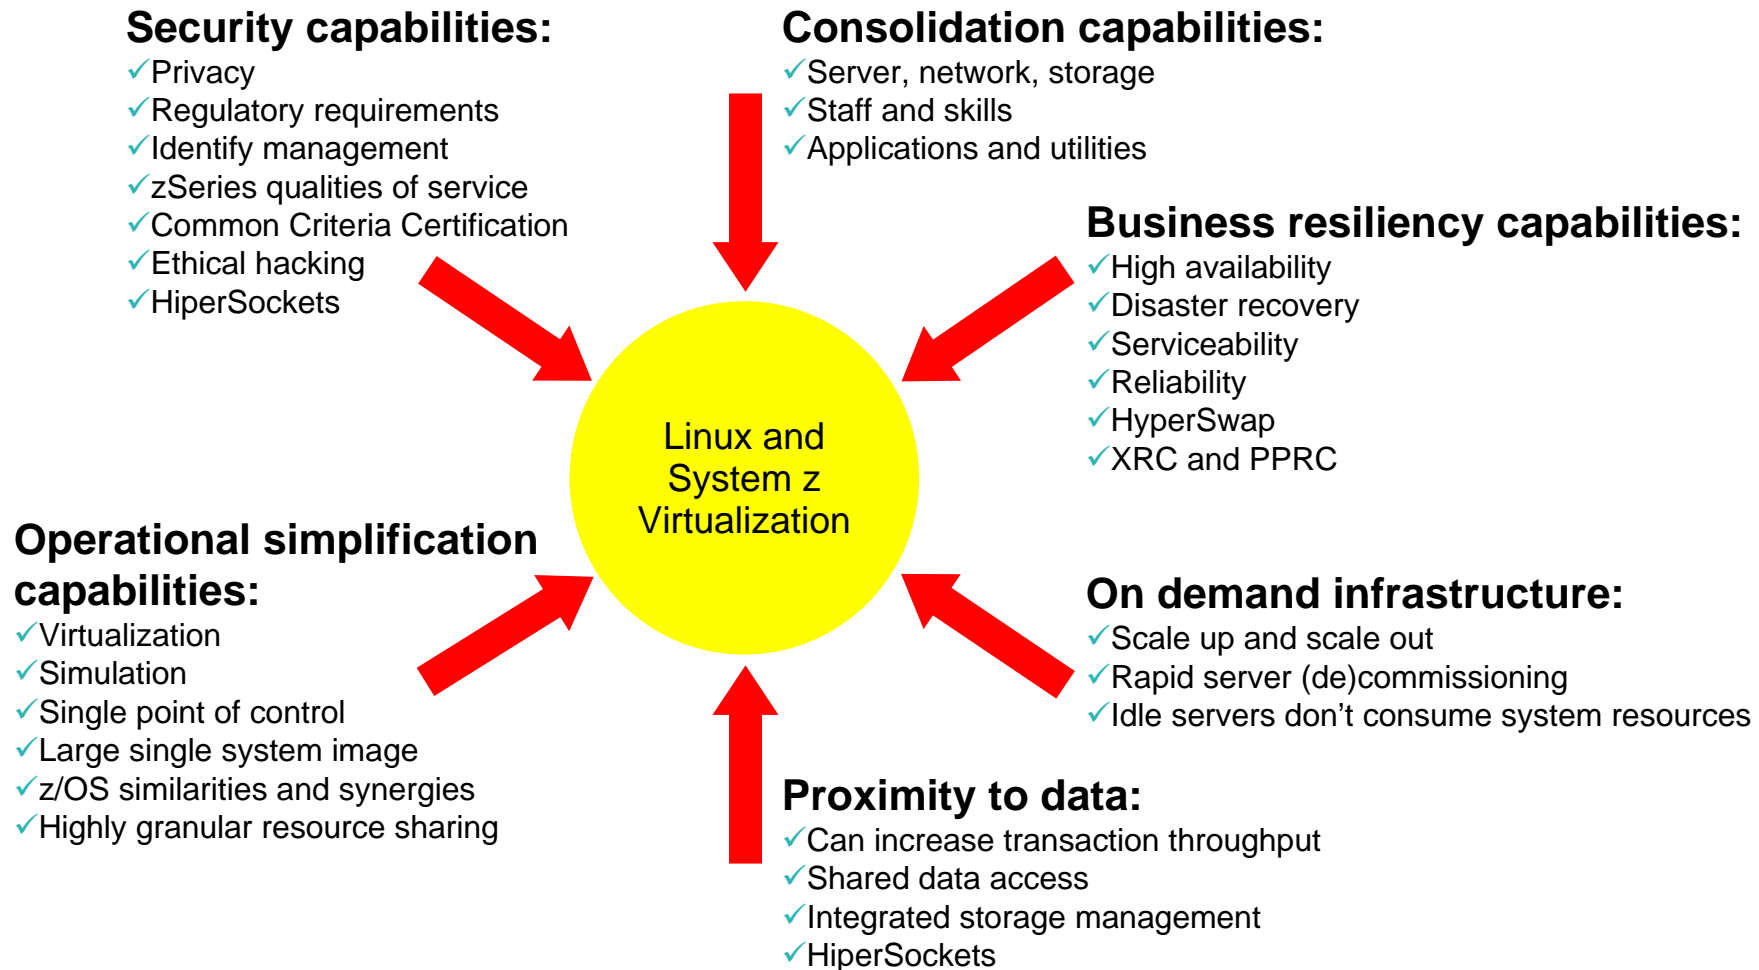 Security capabilities:
✓Privacy
✓Regulatory requirements
✓Identify management
✓zSeries qualities of service
✓Common Criteria Certification
✓Ethical hacking
✓HiperSockets
Consolidation capabilities:
✓Server, network, storage
✓Staff and skills
✓Applications and utilities
Business resiliency capabilities:
✓High availability
✓Disaster recovery
✓Serviceability
✓Reliability
✓HyperSwap
✓XRC and PPRC
Linux and
System z
Virtualization
Operational simplification
capabilities:
✓Virtualization
✓Simulation
✓Single point of control
✓Large single system image
✓z/OS similarities and synergies
✓Highly granular resource sharing
On demand infrastructure:
✓Scale up and scale out
✓Rapid server (de)commissioning
✓Idle servers don’t consume system resources
Proximity to data:
✓Can increase transaction throughput
✓Shared data access
✓Integrated storage management
✓HiperSockets